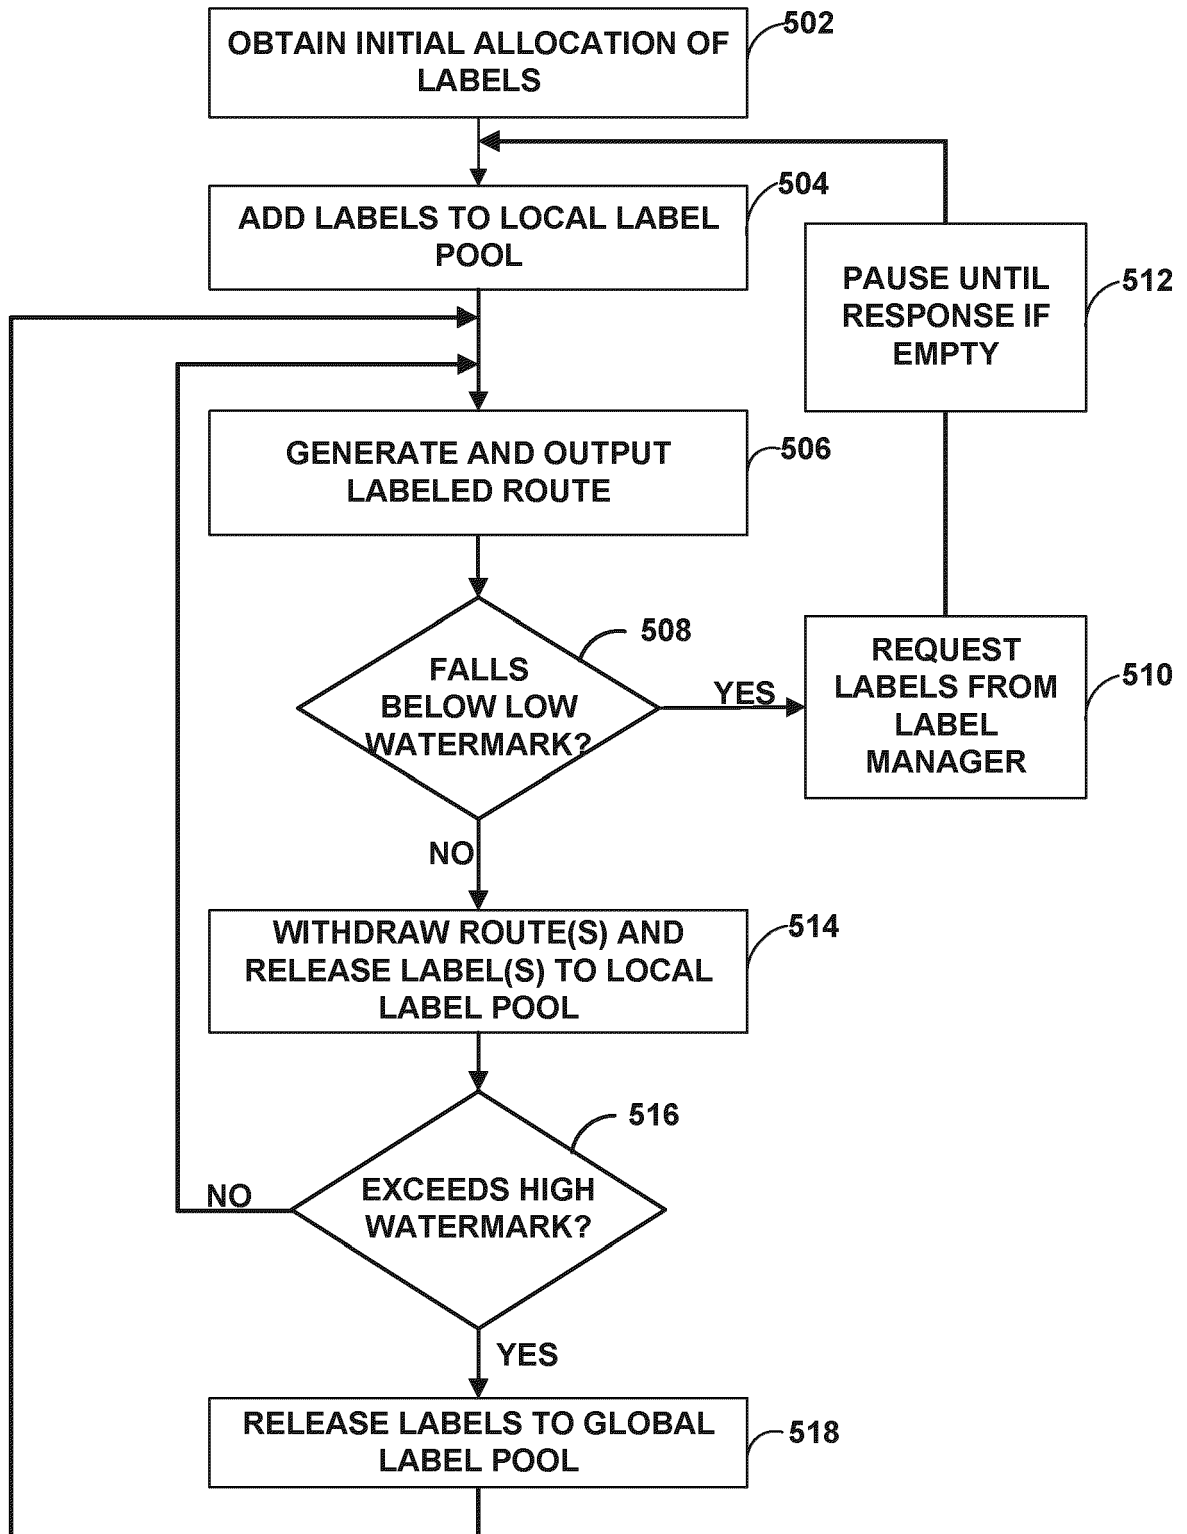 502
OBTAIN INITIAL ALLOCATION OF
LABELS
504
ADD LABELS TO LOCAL LABEL
POOL
512
PAUSE UNTIL
RESPONSE IF
EMPTY
506
GENERATE AND OUTPUT
LABELED ROUTE
508
FALLS
BELOW LOW
WATERMARK?
YES
510
REQUEST
LABELS FROM
LABEL
MANAGER
NO
514
WITHDRAW ROUTE(S) AND
RELEASE LABEL(S) TO LOCAL
LABEL POOL
516
EXCEEDS HIGH
WATERMARK?
NO
YES
518
RELEASE LABELS TO GLOBAL
LABEL POOL